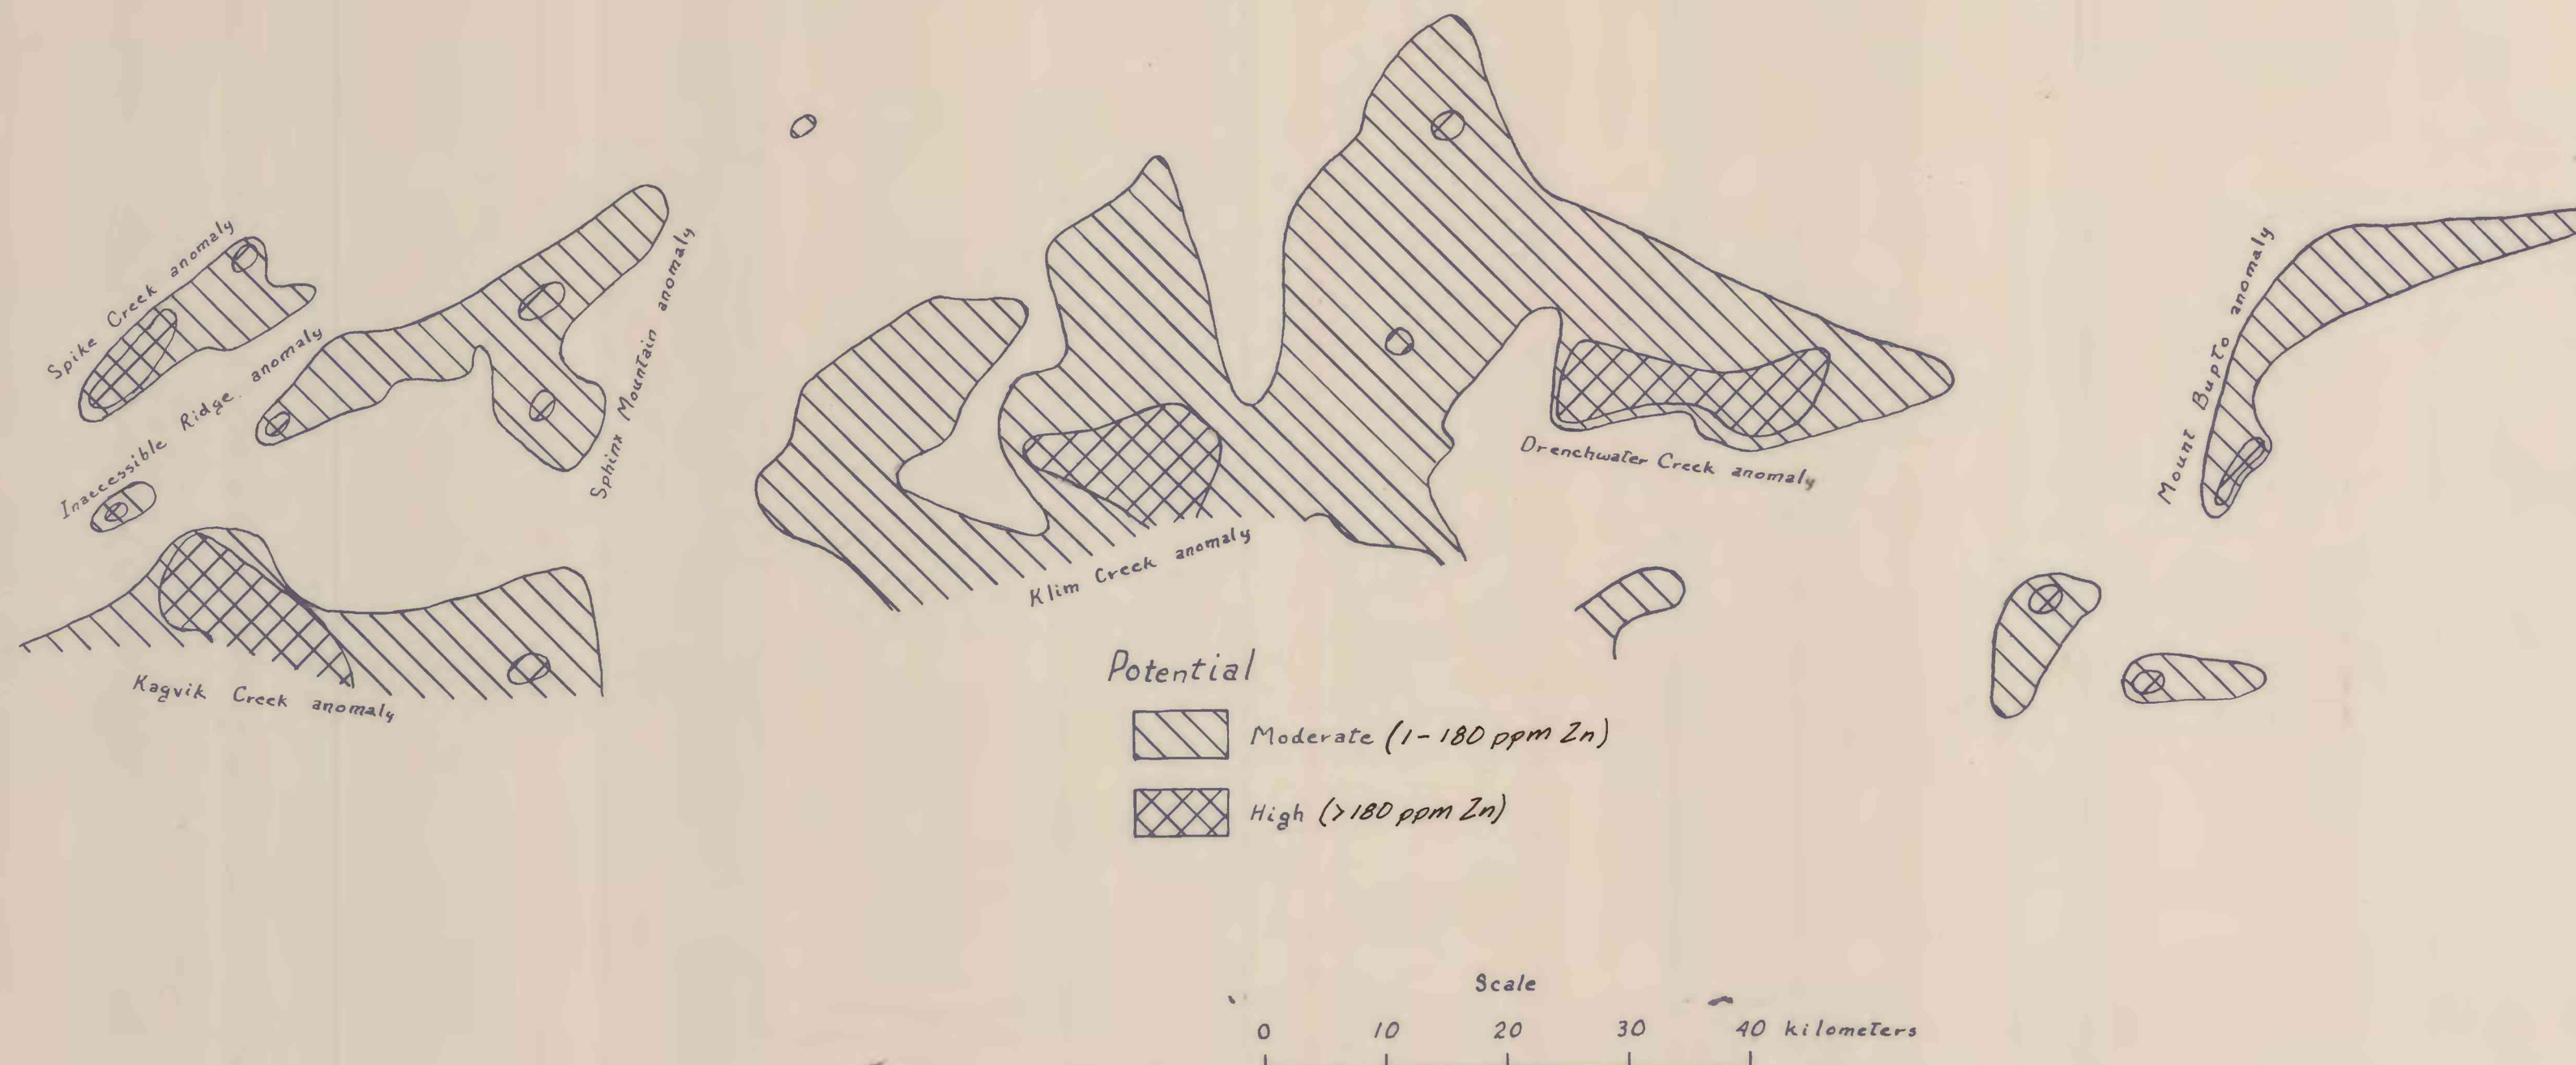 Spike Creek anomaly
Inaccessible Ridge anomaly
Sphinx Mountain anomaly
Kagvik Creek anomaly
Klim Creek anomaly
Drenchwater Creek anomaly
Mount Bupto anomaly
Potential
Moderate (1-180 ppm Zn)
High (>180 ppm Zn)
Scale
0 10 20 30 40 kilometers